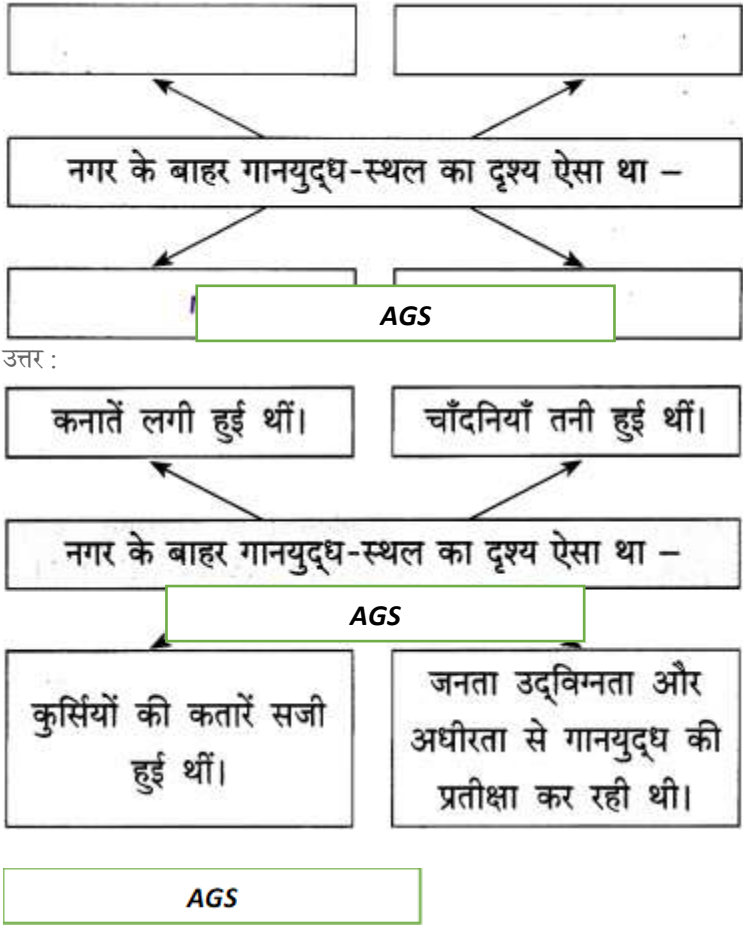 नगर के बाहर गानयुद्ध-स्थल का दृश्य ऐसा था –
AGS
उत्तर :
कनातें लगी हुई थीं।
चाँदनियाँ तनी हुई थीं।
नगर के बाहर गानयुद्ध-स्थल का दृश्य ऐसा था –
AGS
कुर्सियों की कतारें सजी
हुई थीं।
जनता उद्‌विग्नता और
अधीरता से गानयुद्ध की
प्रतीक्षा कर रही थी।
AGS